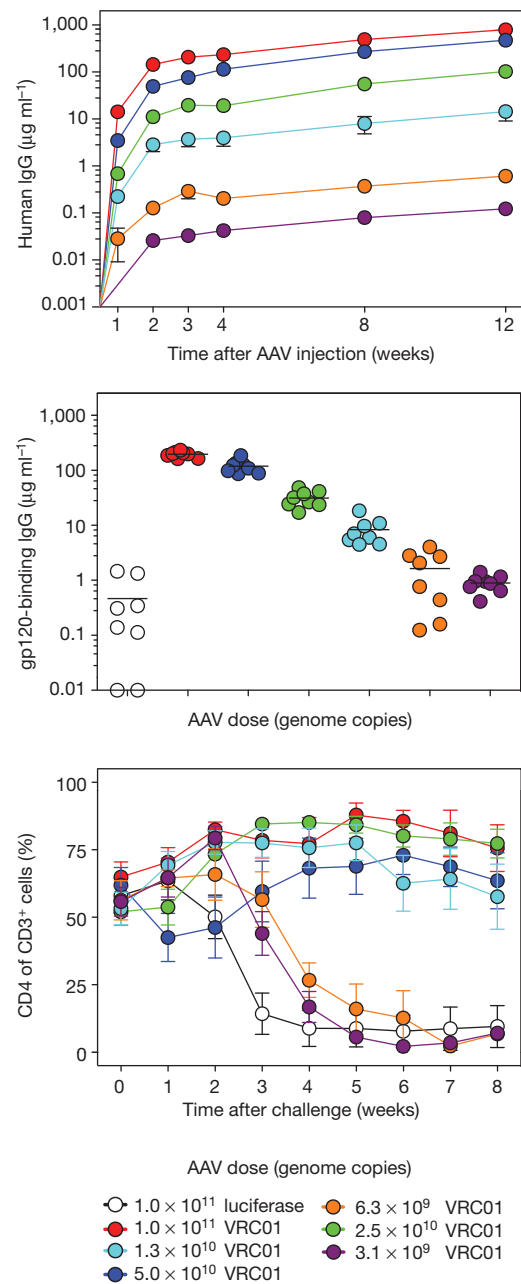 1,000
100
10
1
0.1
0.01
0.001
Human IgG (µg ml⁻¹)
1 2 3 4 8 12
Time after AAV injection (weeks)
1,000
100
10
1
0.1
0.01
gp120-binding IgG (µg ml⁻¹)
AAV dose (genome copies)
100
75
50
25
0
CD4 of CD3⁺ cells (%)
0 1 2 3 4 5 6 7 8
Time after challenge (weeks)
AAV dose (genome copies)
1.0 × 10¹¹ luciferase 6.3 × 10⁹ VRC01
1.0 × 10¹¹ VRC01 2.5 × 10¹⁰ VRC01
1.3 × 10¹⁰ VRC01 3.1 × 10⁹ VRC01
5.0 × 10¹⁰ VRC01